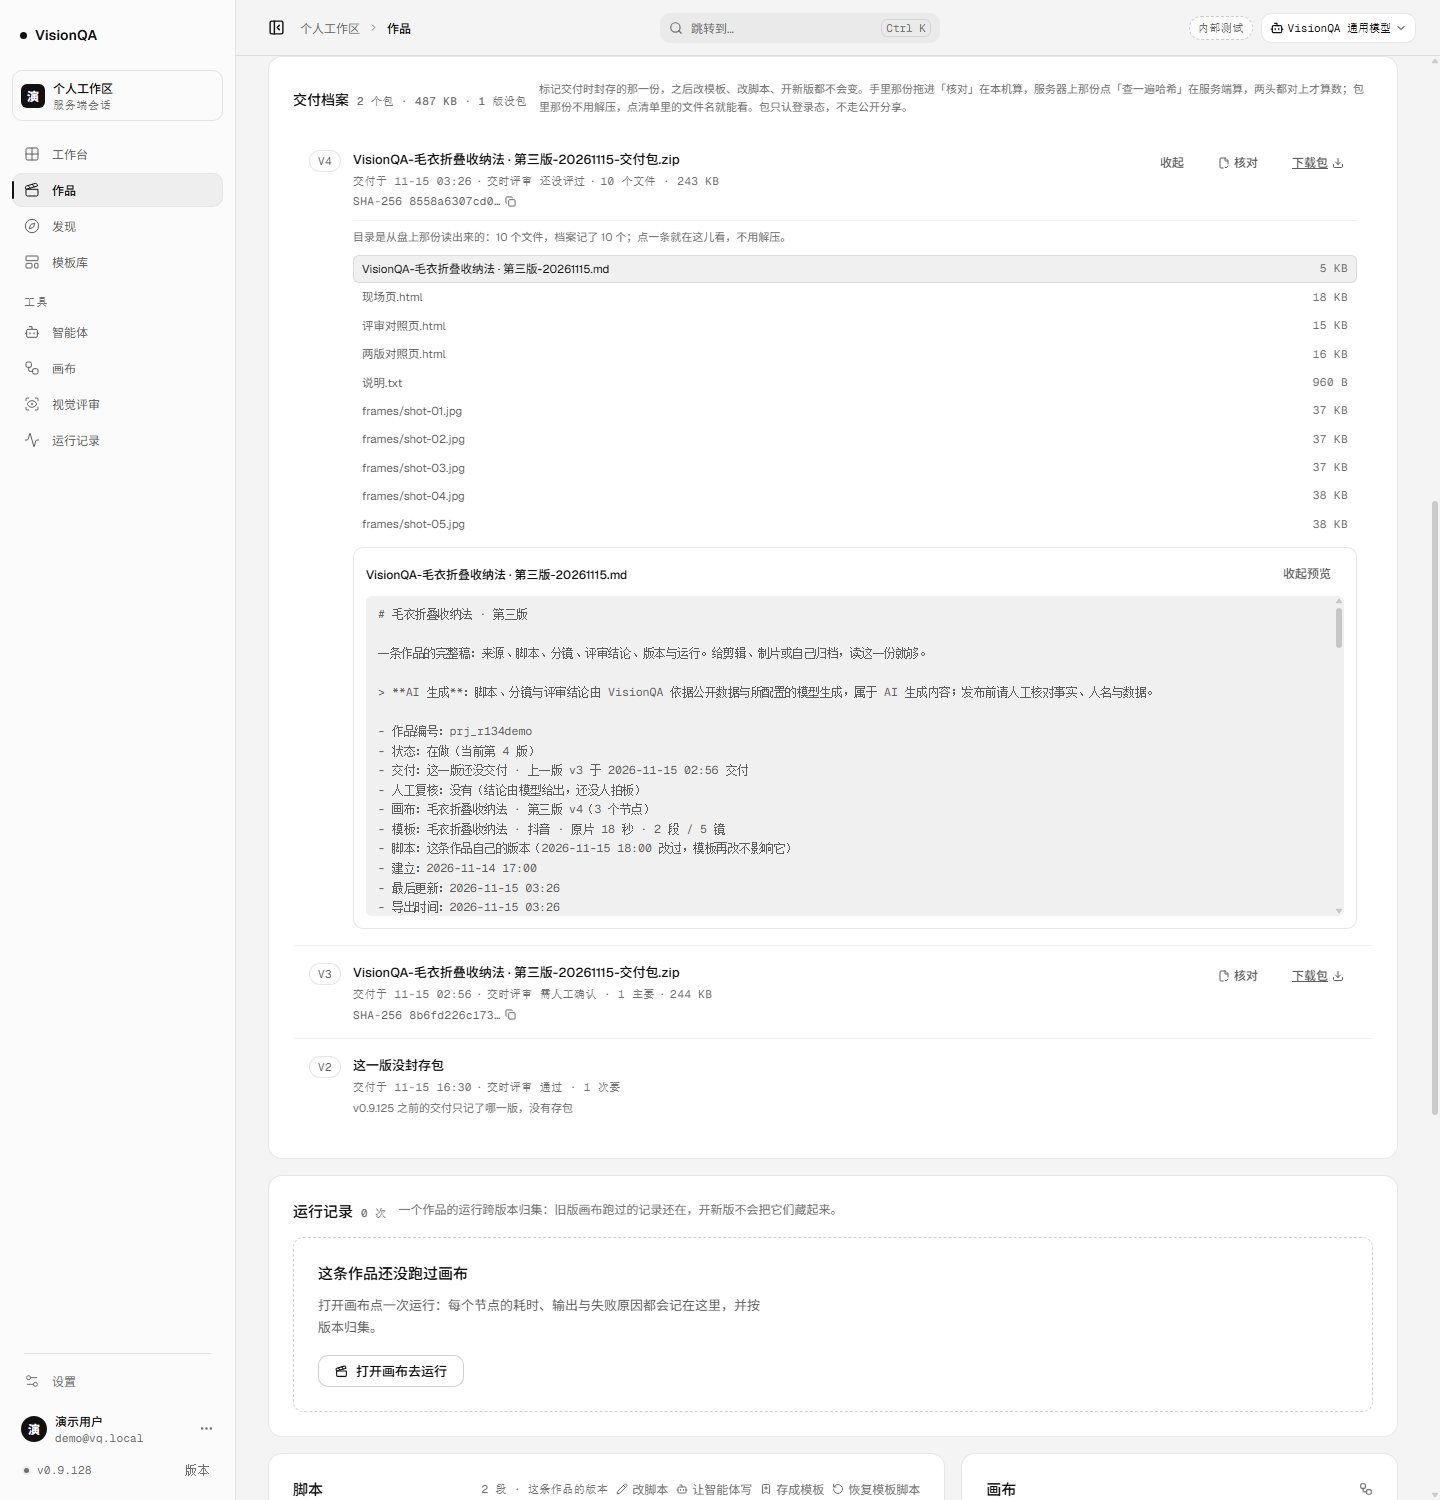 VisionQA
演
个人工作区
服务端会话
工作台
作品
发现
模板库
工具
智能体
画布
视觉评审
运行记录
设置
演
演示用户
demo@vq.local
v0.9.128
版本
个人工作区
作品
跳转到…
Ctrl K
内部测试
VisionQA 通用模型
交付档案 2 个包 · 487 KB · 1 版没包
标记交付时封存的那一份，之后改模板、改脚本、开新版都不会变。手里那份拖进「核对」在本机算，服务器上那份点「查一遍哈希」在服务端算，两头都对上才算数；包
里那份不用解压，点清单里的文件名就能看。包只认登录态，不走公开分享。
V4
VisionQA-毛衣折叠收纳法 · 第三版-20261115-交付包.zip
收起
核对
下载包
交付于 11-15 03:26 · 交时评审 还没评过 · 10 个文件 · 243 KB
SHA-256 8558a6307cd0…
目录是从盘上那份读出来的：10 个文件，档案记了 10 个；点一条就在这儿看，不用解压。
VisionQA-毛衣折叠收纳法 · 第三版-20261115.md 5 KB
现场页.html 18 KB
评审对照页.html 15 KB
两版对照页.html 16 KB
说明.txt 960 B
frames/shot-01.jpg 37 KB
frames/shot-02.jpg 37 KB
frames/shot-03.jpg 37 KB
frames/shot-04.jpg 38 KB
frames/shot-05.jpg 38 KB
VisionQA-毛衣折叠收纳法 · 第三版-20261115.md
收起预览
# 毛衣折叠收纳法 · 第三版
一条作品的完整稿：来源、脚本、分镜、评审结论、版本与运行。给剪辑、制片或自己归档，读这一份就够。
> **AI 生成**：脚本、分镜与评审结论由 VisionQA 依据公开数据与所配置的模型生成，属于 AI 生成内容；发布前请人工核对事实、人名与数据。
- 作品编号：prj_r134demo
- 状态：在做（当前第 4 版）
- 交付：这一版还没交付 · 上一版 v3 于 2026-11-15 02:56 交付
- 人工复核：没有（结论由模型给出，还没人拍板）
- 画布：毛衣折叠收纳法 · 第三版 v4（3 个节点）
- 模板：毛衣折叠收纳法 · 抖音 · 原片 18 秒 · 2 段 / 5 镜
- 脚本：这条作品自己的版本（2026-11-15 18:00 改过，模板再改不影响它）
- 建立：2026-11-14 17:00
- 最后更新：2026-11-15 03:26
- 导出时间：2026-11-15 03:26
V3
VisionQA-毛衣折叠收纳法 · 第三版-20261115-交付包.zip
核对
下载包
交付于 11-15 02:56 · 交时评审 需人工确认 · 1 主要 · 244 KB
SHA-256 8b6fd226c173…
V2
这一版没封存包
交付于 11-15 16:30 · 交时评审 通过 · 1 次要
v0.9.125 之前的交付只记了哪一版，没有存包
运行记录 0 次 一个作品的运行跨版本归集：旧版画布跑过的记录还在，开新版不会把它们藏起来。
这条作品还没跑过画布
打开画布点一次运行：每个节点的耗时、输出与失败原因都会记在这里，并按
版本归集。
打开画布去运行
脚本
2 段 · 这条作品的版本 改脚本 让智能体写 存成模板 恢复模板脚本
画布